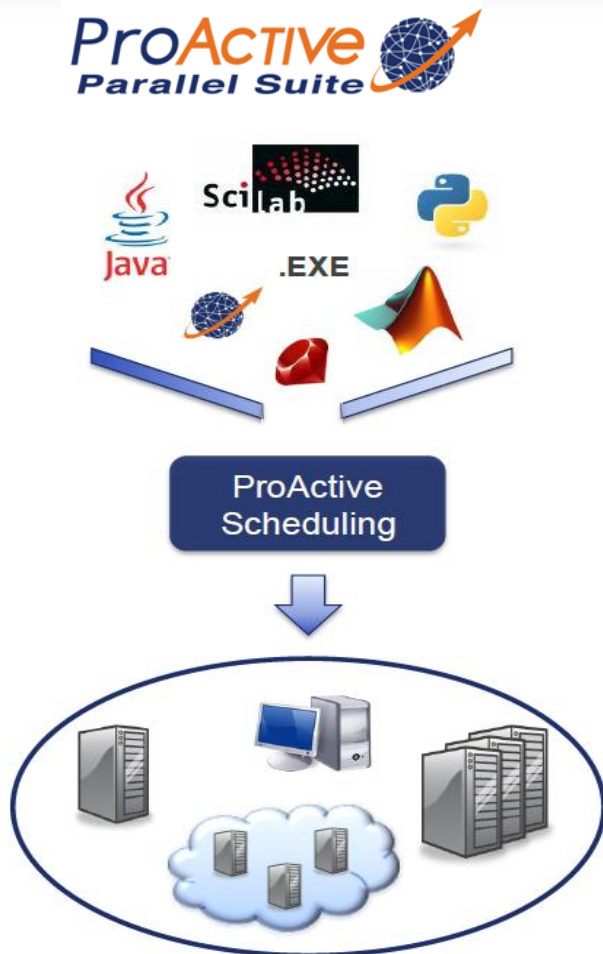 ProActive
Parallel Suite
Scilab
Java
.EXE
ProActive
Scheduling